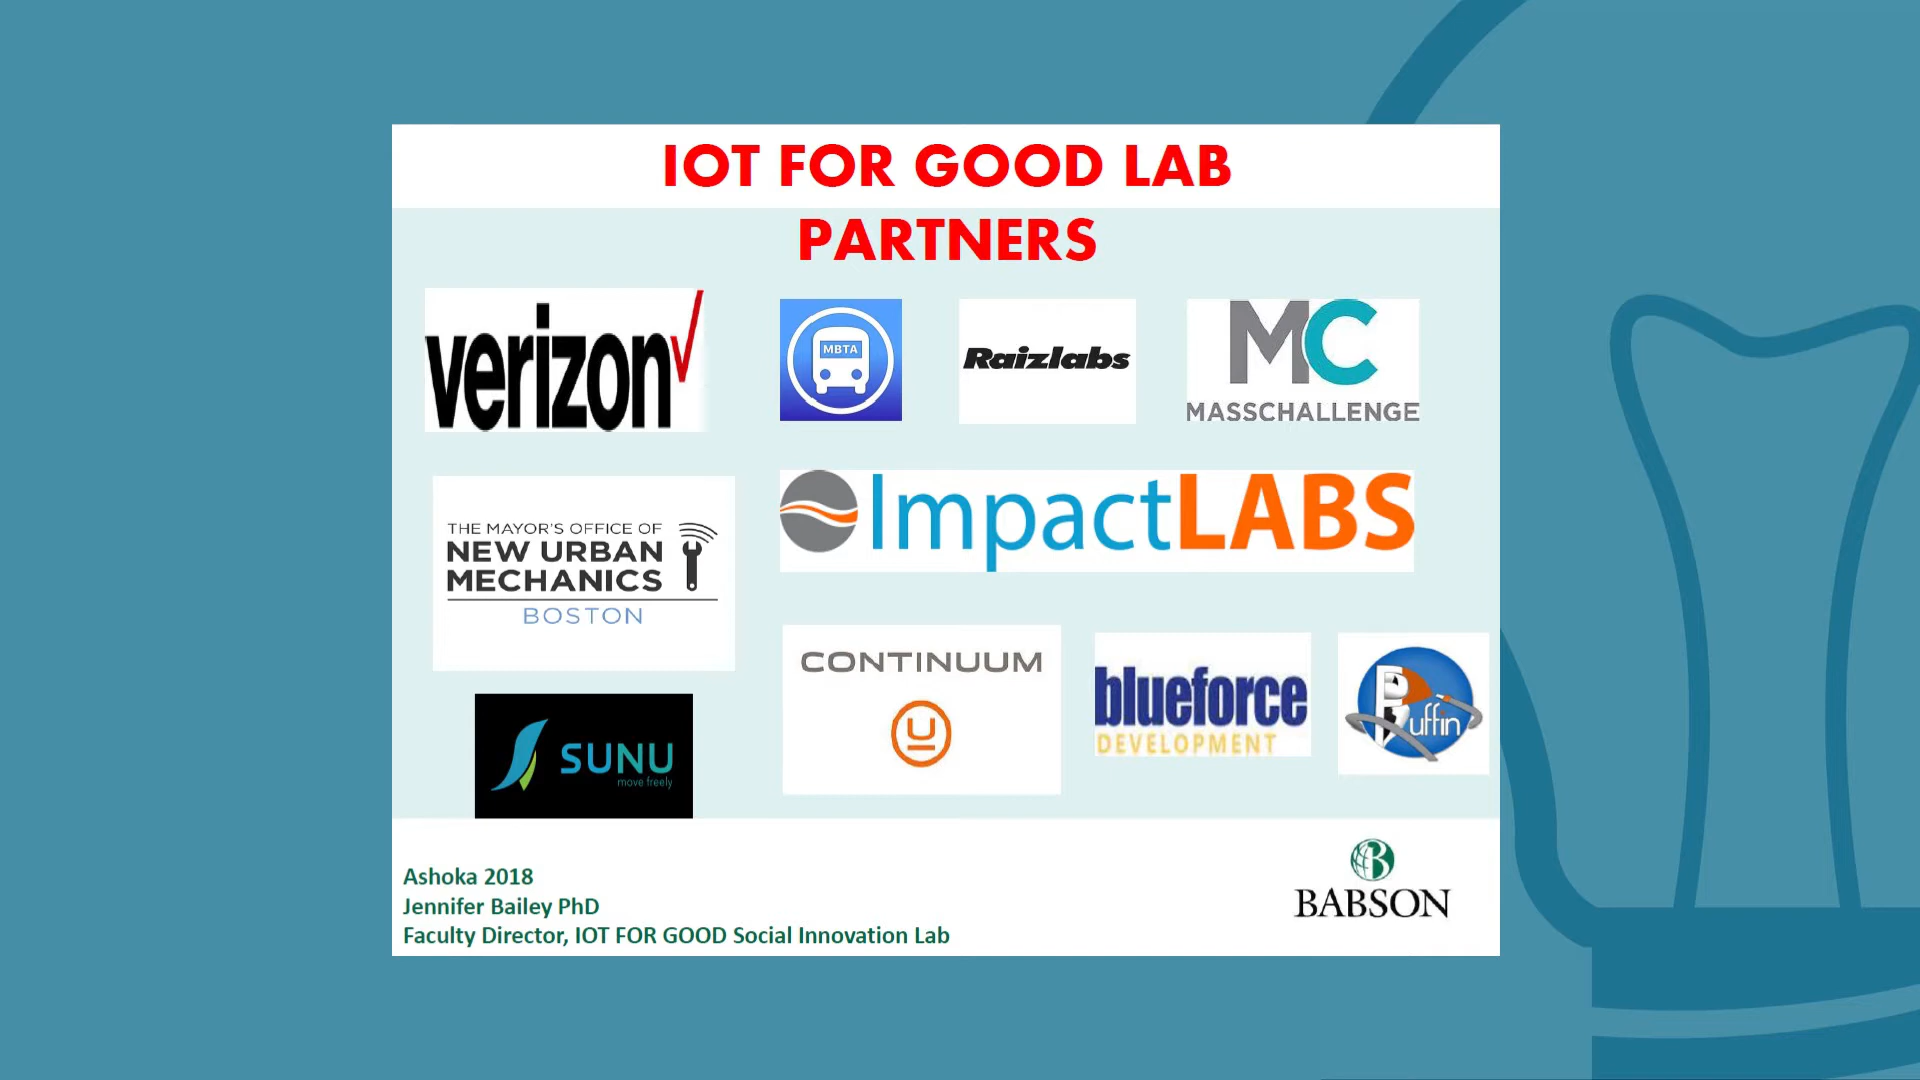 IOT FOR GOOD LAB
PARTNERS
verizon
MBTA
Raizlabs
MC
MASSCHALLENGE
THE MAYOR'S OFFICE OF
NEW URBAN
MECHANICS
BOSTON
ImpactLABS
CONTINUUM
blueforce
DEVELOPMENT
Puffin
SUNU
move freely
Ashoka 2018
Jennifer Bailey PhD
Faculty Director, IOT FOR GOOD Social Innovation Lab
B
BABSON